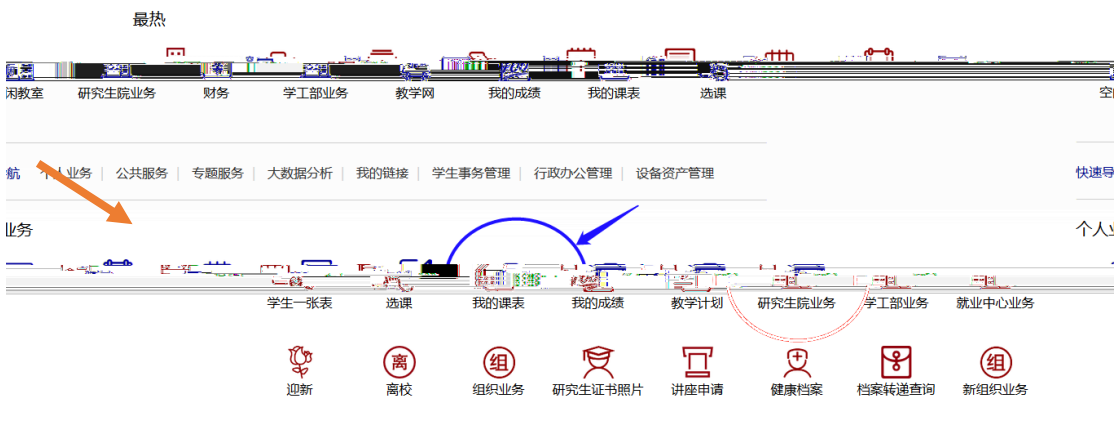 最热
闲教室 研究生院业务 财务 学工部业务 教学网 我的成绩 我的课表 选课 空
航 个人业务 | 公共服务 | 专题服务 | 大数据分析 | 我的链接 | 学生事务管理 | 行政办公管理 | 设备资产管理 快速导
业务 个人业
学生一张表 选课 我的课表 我的成绩 教学计划 研究生院业务 学工部业务 就业中心业务
离 组 组
迎新 离校 组织业务 研究生证书照片 讲座申请 健康档案 档案转递查询 新组织业务